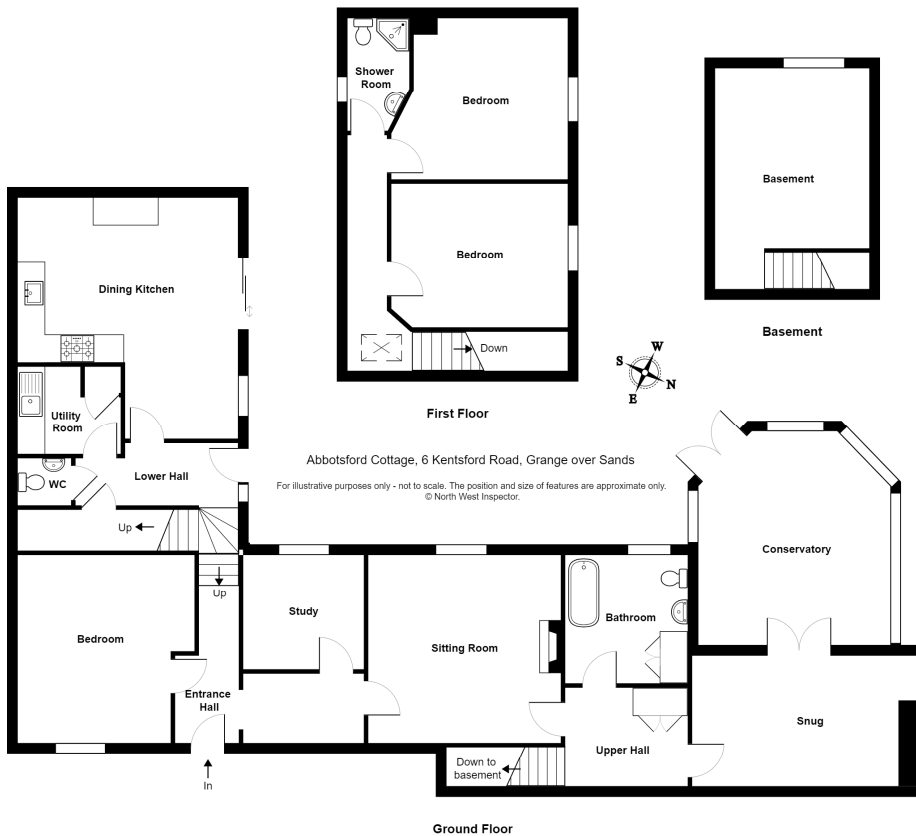 Shower
Room
Bedroom
Bedroom
Down
First Floor
Basement
Basement
W
S
N
E
Dining Kitchen
Utility
Room
WC
Lower Hall
Up
Up
Abbotsford Cottage, 6 Kentsford Road, Grange over Sands
For illustrative purposes only - not to scale. The position and size of features are approximate only.
© North West Inspector.
Conservatory
Bedroom
Study
Entrance
Hall
Sitting Room
Bathroom
Upper Hall
Snug
Down to
basement
In
Ground Floor